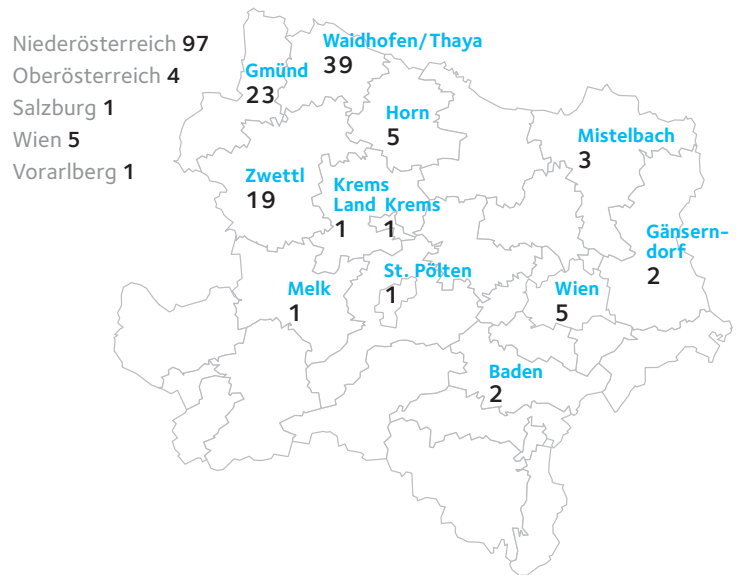 Niederösterreich 97
Oberösterreich 4
Salzburg 1
Wien 5
Vorarlberg 1
Waidhofen/Thaya
39
Gmünd
23
Horn
5
Mistelbach
3
Zwettl
19
Krems
Land Krems
1 1
Gänsern-
dorf
2
St. Pölten
1
Melk
1
Wien
5
Baden
2